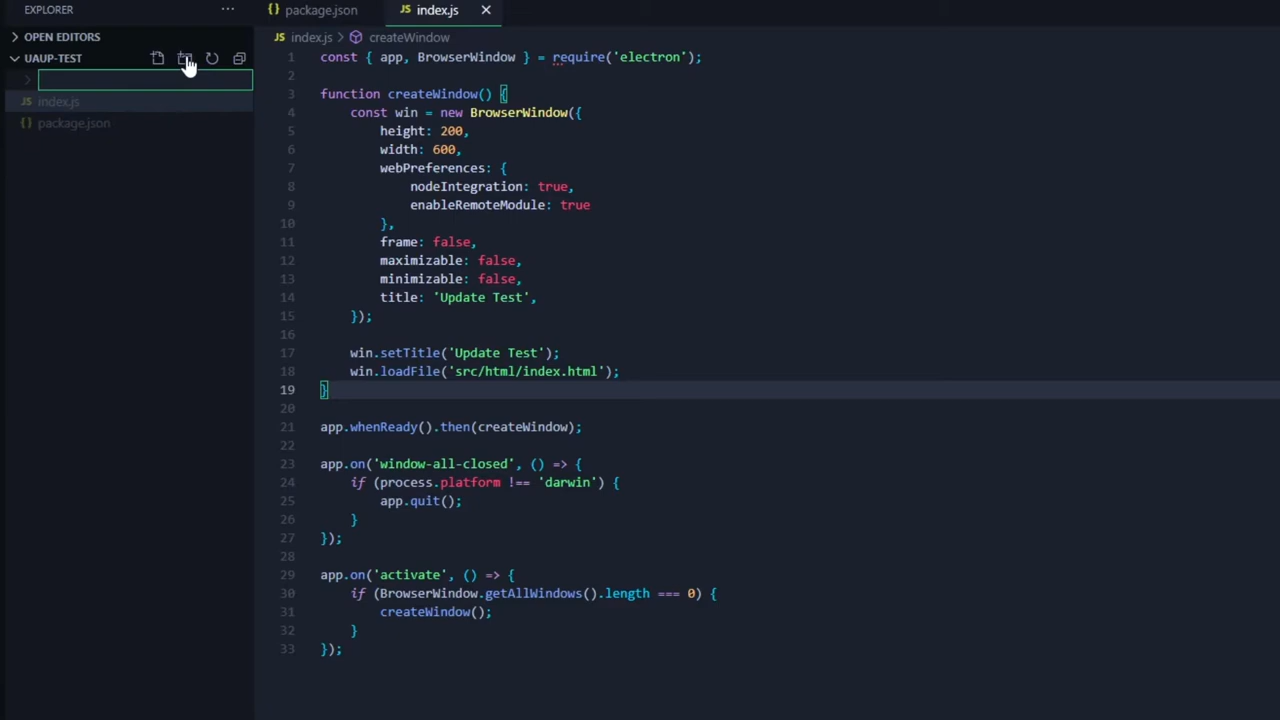 EXPLORER
package.json
index.js
OPEN EDITORS
index.js
createWindow
UAUP-TEST
index.js
package.json
1 const { app, BrowserWindow } = require('electron');
2
3 function createWindow() {
4 const win = new BrowserWindow({
5 height: 200,
6 width: 600,
7 webPreferences: {
8 nodeIntegration: true,
9 enableRemoteModule: true
10 },
11 frame: false,
12 maximizable: false,
13 minimizable: false,
14 title: 'Update Test',
15 });
16
17 win.setTitle('Update Test');
18 win.loadFile('src/html/index.html');
19 }
20
21 app.whenReady().then(createWindow);
22
23 app.on('window-all-closed', () => {
24 if (process.platform !== 'darwin') {
25 app.quit();
26 }
27 });
28
29 app.on('activate', () => {
30 if (BrowserWindow.getAllWindows().length === 0) {
31 createWindow();
32 }
33 });